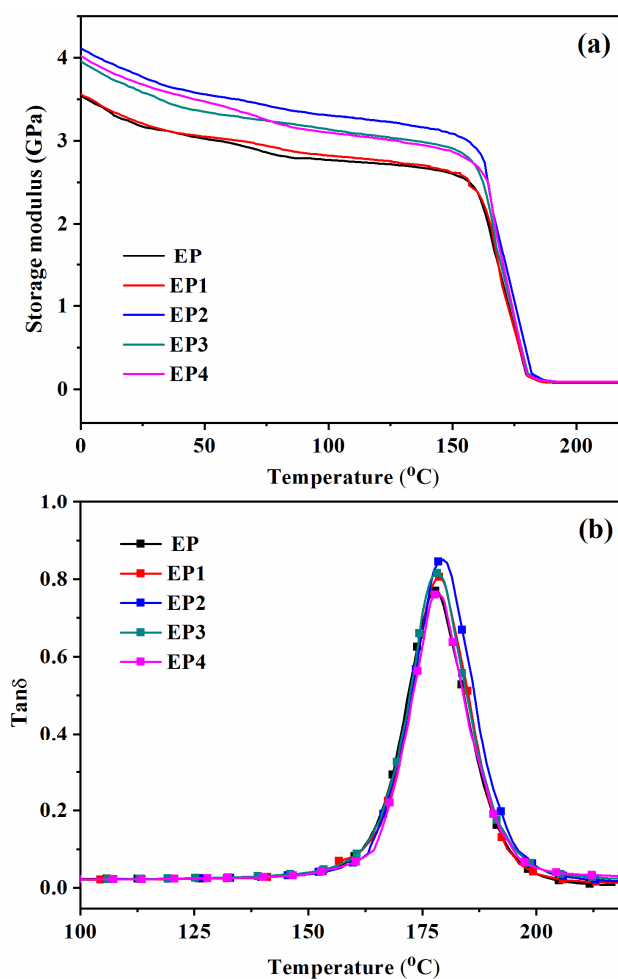 (a)
Storage modulus (GPa)
4
3
2
1
0
EP
EP1
EP2
EP3
EP4
0 50 100 150 200
Temperature (⁰C)
(b)
Tanδ
1.0
0.8
0.6
0.4
0.2
0.0
EP
EP1
EP2
EP3
EP4
100 125 150 175 200
Temperature (⁰C)